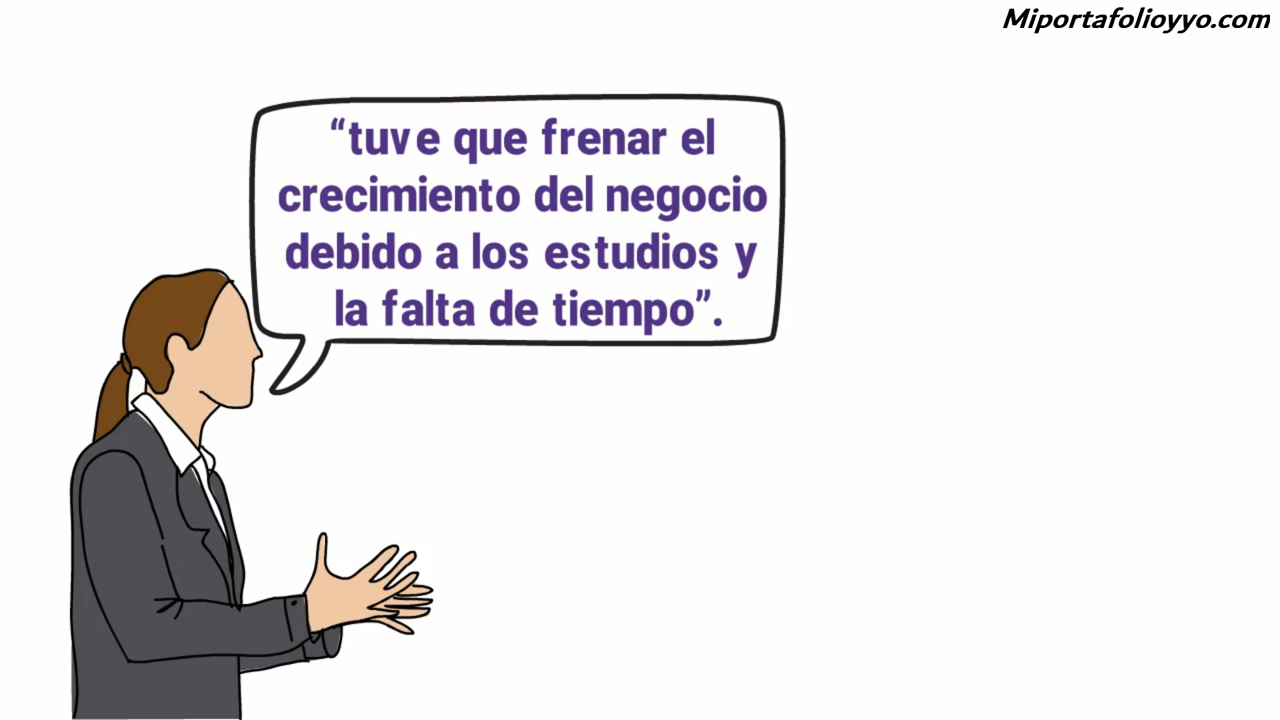 Miportafolioyyo.com
“tuve que frenar el
crecimiento del negocio
debido a los estudios y
la falta de tiempo”.